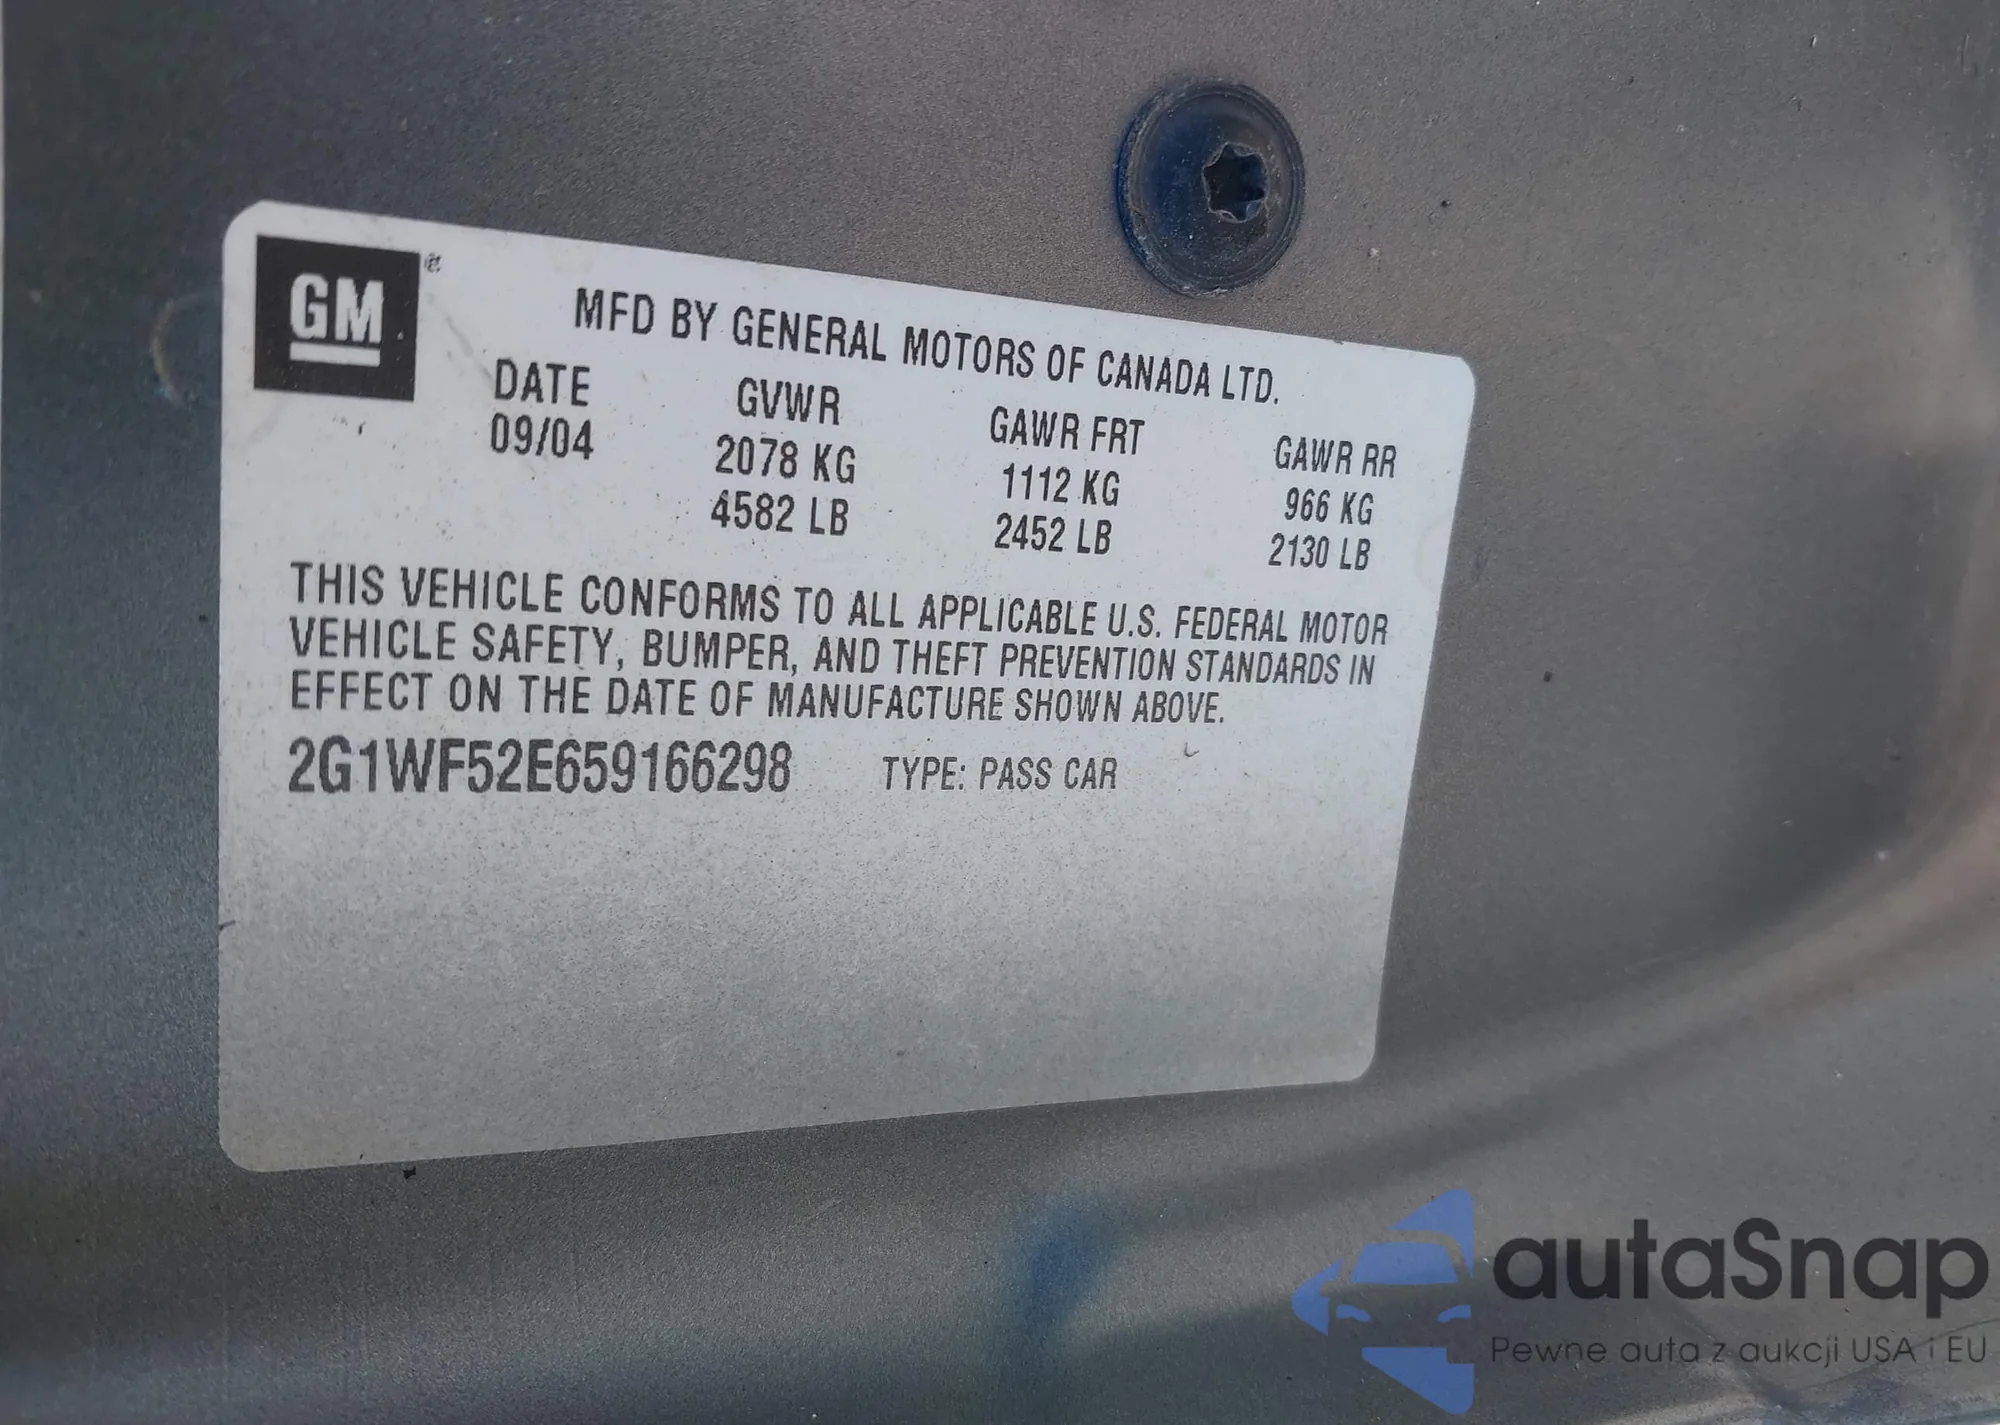 GM
MFD BY GENERAL MOTORS OF CANADA LTD.
DATE GVWR GAWR FRT GAWR RR
09/04 2078 KG 1112 KG 966 KG
4582 LB 2452 LB 2130 LB
THIS VEHICLE CONFORMS TO ALL APPLICABLE U.S. FEDERAL MOTOR
VEHICLE SAFETY, BUMPER, AND THEFT PREVENTION STANDARDS IN
EFFECT ON THE DATE OF MANUFACTURE SHOWN ABOVE.
2G1WF52E659166298 TYPE: PASS CAR
autaSnap
Pewne auta z aukcji USA i EU